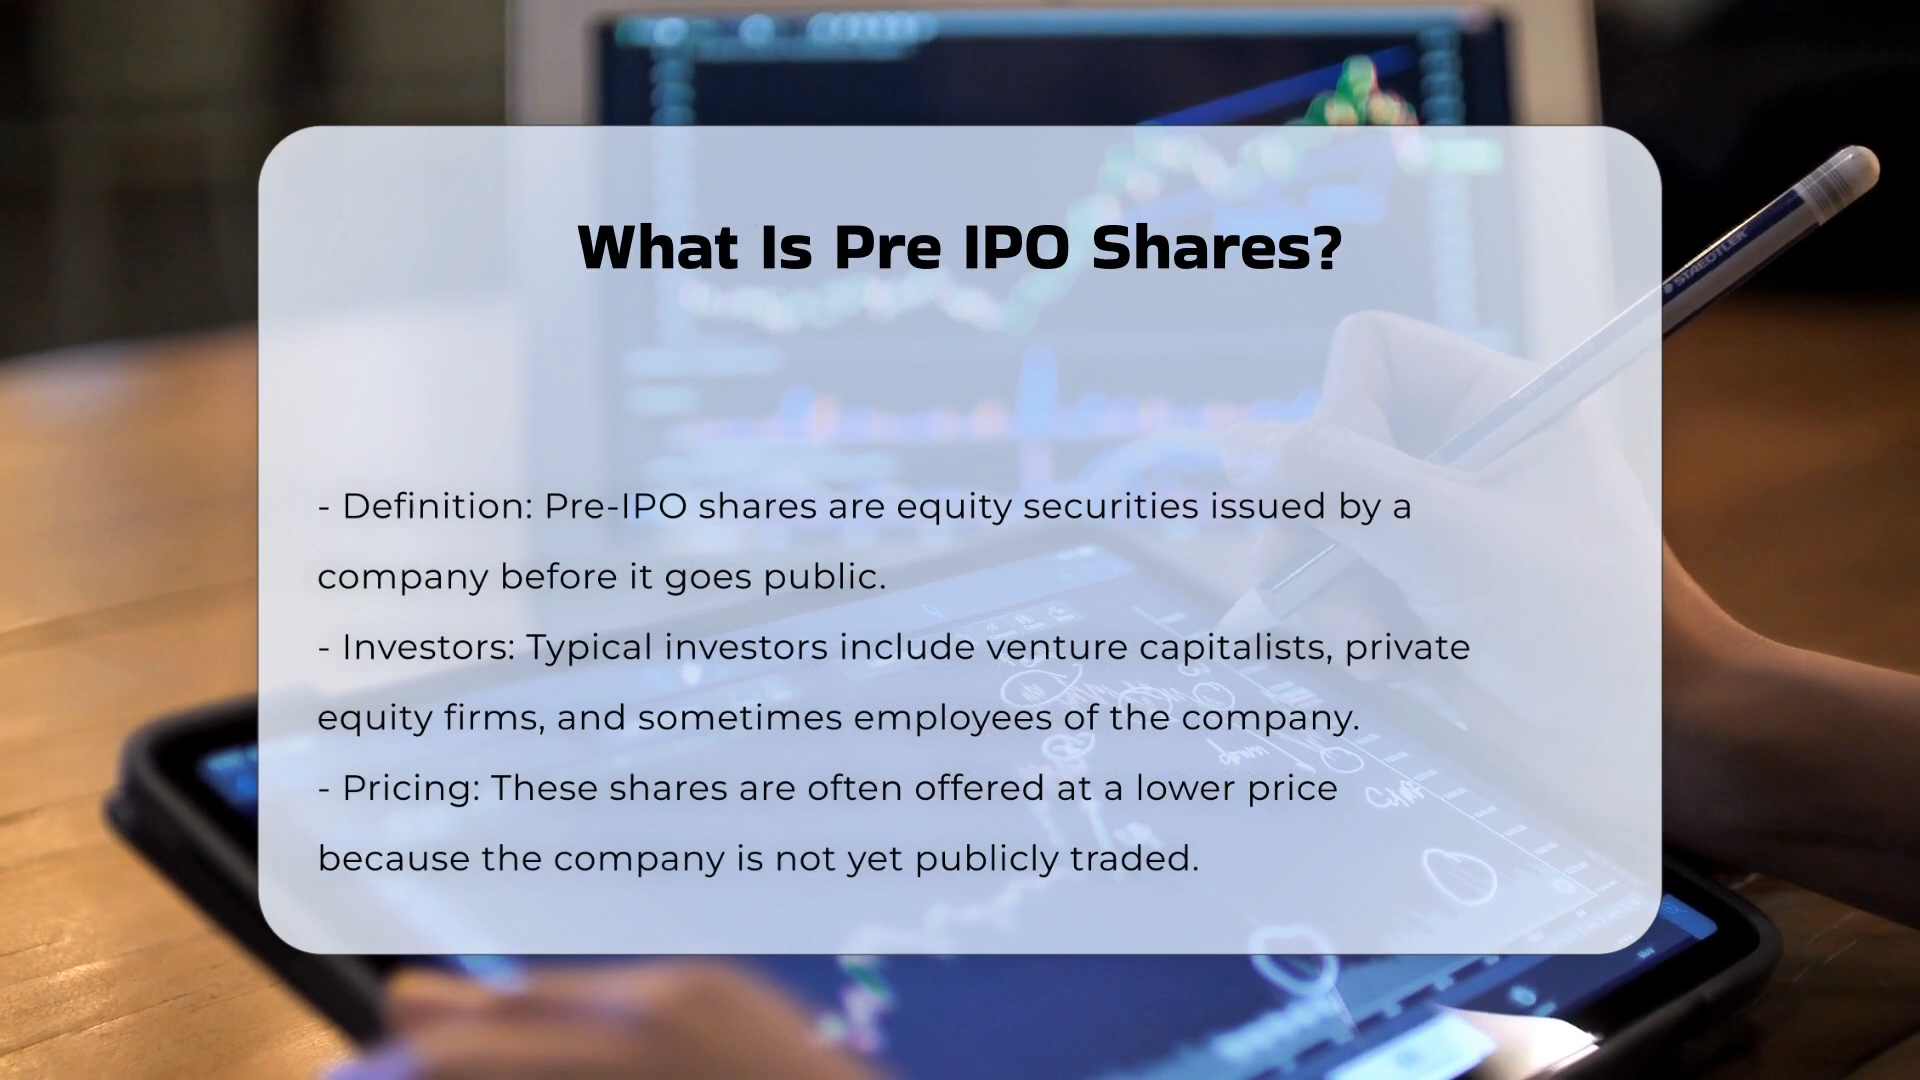 What Is Pre IPO Shares?
STAEDTLER
- Definition: Pre-IPO shares are equity securities issued by a
company before it goes public.
- Investors: Typical investors include venture capitalists, private
equity firms, and sometimes employees of the company.
- Pricing: These shares are often offered at a lower price
because the company is not yet publicly traded.